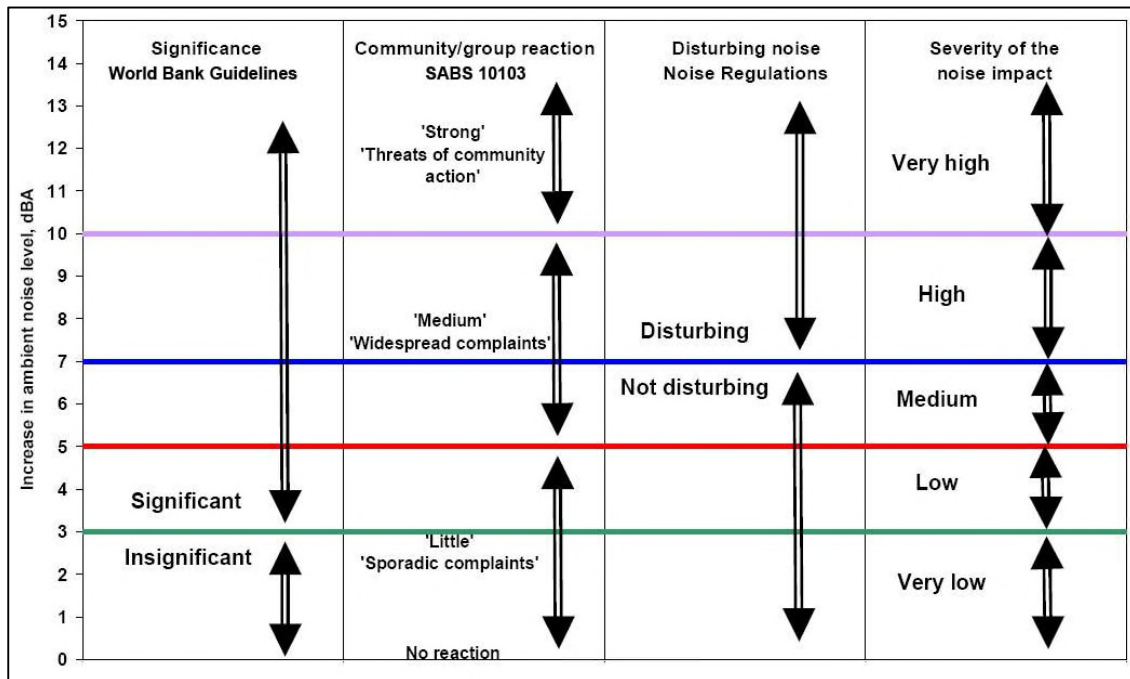 Increase in ambient noise level, dBA
15
14
13
12
11
10
9
8
7
6
5
4
3
2
1
0
Significance
World Bank Guidelines
Significant
Insignificant
Community/group reaction
SABS 10103
'Strong'
'Threats of community
action'
'Medium'
'Widespread complaints'
'Little'
'Sporadic complaints'
No reaction
Disturbing noise
Noise Regulations
Disturbing
Not disturbing
Severity of the
noise impact
Very high
High
Medium
Low
Very low